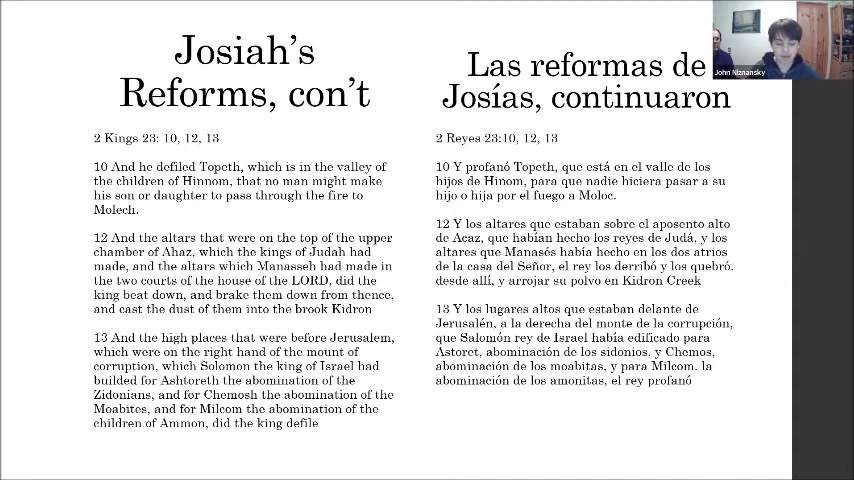 Josiah's
Reforms, con't
2 Kings 23: 10, 12, 13
10 And he defiled Topeth, which is in the valley of
the children of Hinnom, that no man might make
his son or daughter to pass through the fire to
Molech.
12 And the altars that were on the top of the upper
chamber of Ahaz, which the kings of Judah had
made, and the altars which Manasseh had made in
the two courts of the house of the LORD, did the
king beat down, and brake them down from thence,
and cast the dust of them into the brook Kidron
13 And the high places that were before Jerusalem,
which were on the right hand of the mount of
corruption, which Solomon the king of Israel had
builded for Ashtoreth the abomination of the
Zidonians, and for Chemosh the abomination of the
Moabites, and for Milcom the abomination of the
children of Ammon, did the king defile
Las reformas de
Josías, continuaron
2 Reyes 23:10, 12, 13
10 Y profanó Topeth, que está en el valle de los
hijos de Hinom, para que nadie hiciera pasar a su
hijo o hija por el fuego a Moloc.
12 Y los altares que estaban sobre el aposento alto
de Acaz, que habían hecho los reyes de Judá, y los
altares que Manasés había hecho en los dos atrios
de la casa del Señor, el rey los derribó y los quebró.
desde allí, y arrojar su polvo en Kidron Creek
13 Y los lugares altos que estaban delante de
Jerusalén, a la derecha del monte de la corrupción,
que Salomón rey de Israel había edificado para
Astoret, abominación de los sidonios, y Chemos,
abominación de los moabitas, y para Milcom. la
abominación de los amonitas, el rey profanó
John Niznansky